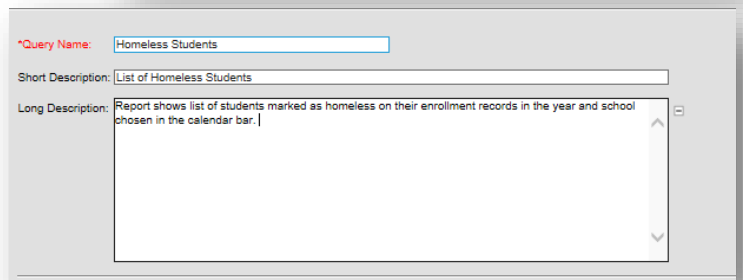 *Query Name: Homeless Students
Short Description: List of Homeless Students
Long Description: Report shows list of students marked as homeless on their enrollment records in the year and school
chosen in the calendar bar.